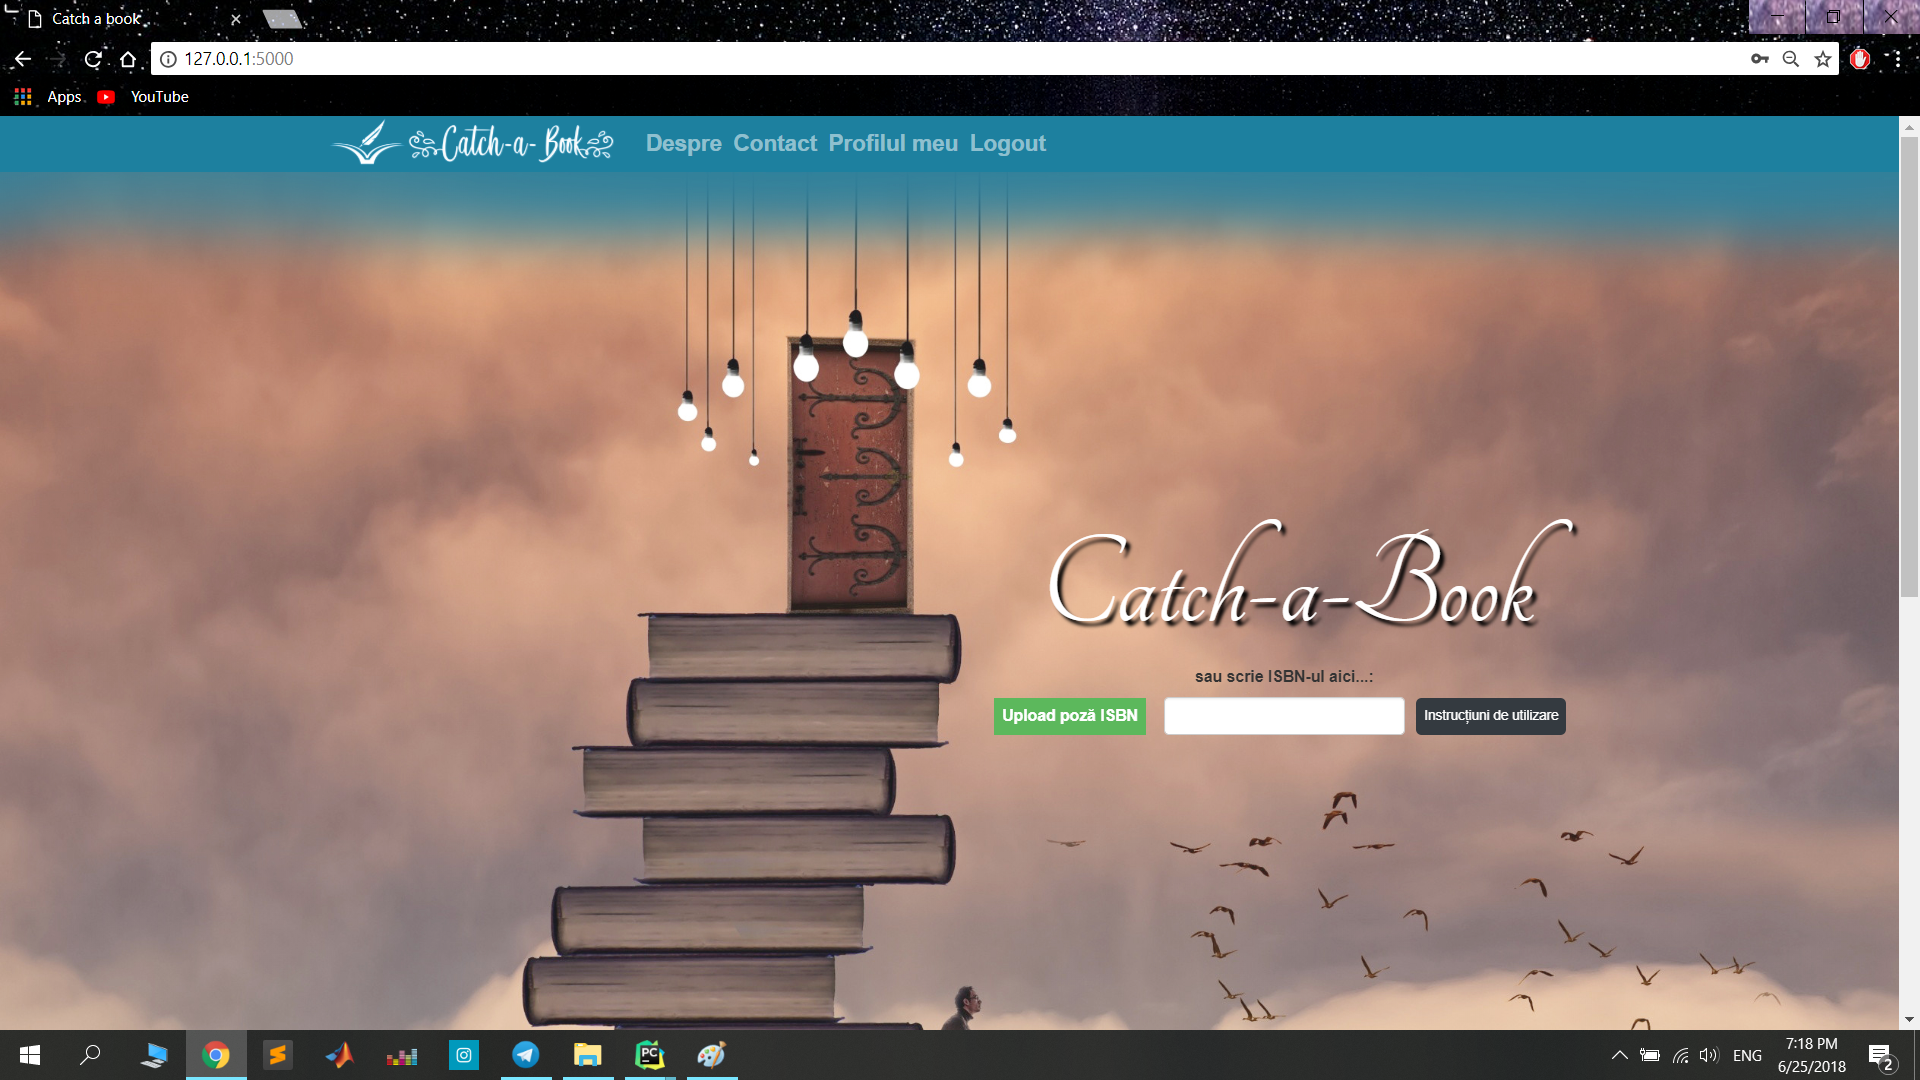 Catch a book
127.0.0.1:5000
Apps YouTube
Catch-a-Book Despre Contact Profilul meu Logout
Catch-a-Book
sau scrie ISBN-ul aici...:
Upload poză ISBN Instrucțiuni de utilizare
PC ENG 7:18 PM
6/25/2018 2